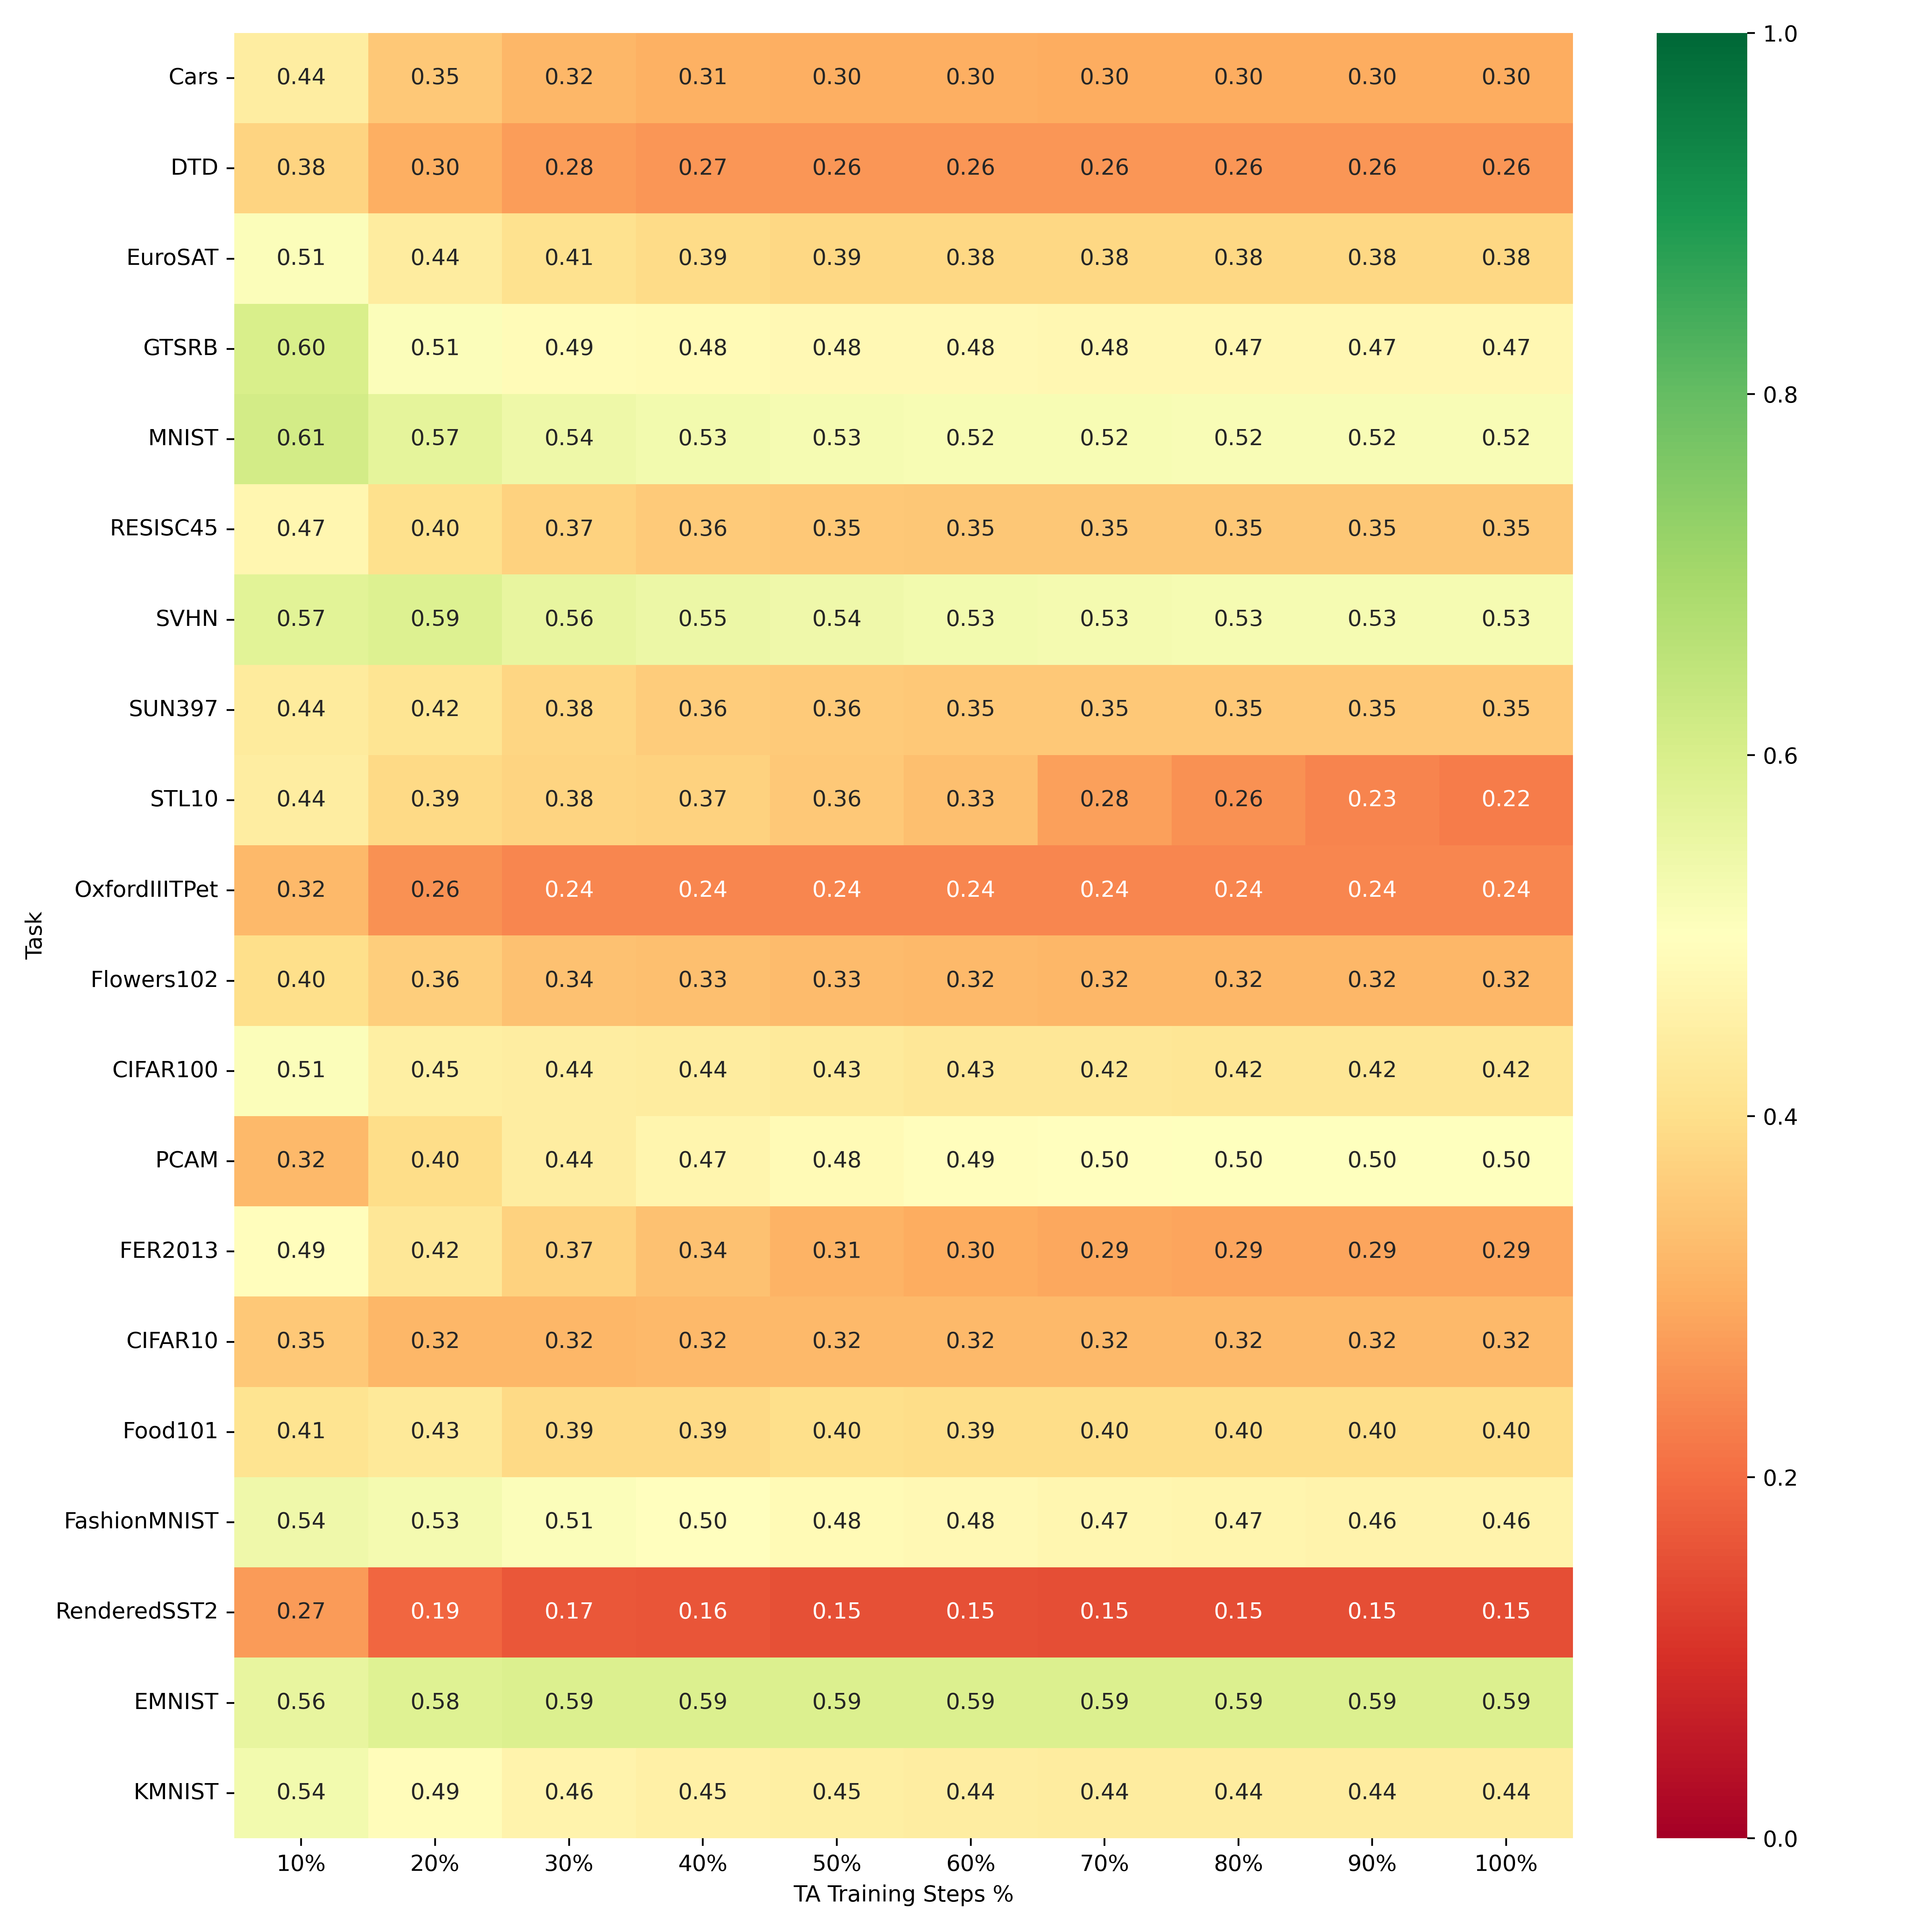 Cars 0.44 0.35 0.32 0.31 0.30 0.30 0.30 0.30 0.30 0.30
DTD 0.38 0.30 0.28 0.27 0.26 0.26 0.26 0.26 0.26 0.26
EuroSAT 0.51 0.44 0.41 0.39 0.39 0.38 0.38 0.38 0.38 0.38
GTSRB 0.60 0.51 0.49 0.48 0.48 0.48 0.48 0.47 0.47 0.47
MNIST 0.61 0.57 0.54 0.53 0.53 0.52 0.52 0.52 0.52 0.52
RESISC45 0.47 0.40 0.37 0.36 0.35 0.35 0.35 0.35 0.35 0.35
SVHN 0.57 0.59 0.56 0.55 0.54 0.53 0.53 0.53 0.53 0.53
SUN397 0.44 0.42 0.38 0.36 0.36 0.35 0.35 0.35 0.35 0.35
STL10 0.44 0.39 0.38 0.37 0.36 0.33 0.28 0.26 0.23 0.22
OxfordIIITPet 0.32 0.26 0.24 0.24 0.24 0.24 0.24 0.24 0.24 0.24
Flowers102 0.40 0.36 0.34 0.33 0.33 0.32 0.32 0.32 0.32 0.32
CIFAR100 0.51 0.45 0.44 0.44 0.43 0.43 0.42 0.42 0.42 0.42
PCAM 0.32 0.40 0.44 0.47 0.48 0.49 0.50 0.50 0.50 0.50
FER2013 0.49 0.42 0.37 0.34 0.31 0.30 0.29 0.29 0.29 0.29
CIFAR10 0.35 0.32 0.32 0.32 0.32 0.32 0.32 0.32 0.32 0.32
Food101 0.41 0.43 0.39 0.39 0.40 0.39 0.40 0.40 0.40 0.40
FashionMNIST 0.54 0.53 0.51 0.50 0.48 0.48 0.47 0.47 0.46 0.46
RenderedSST2 0.27 0.19 0.17 0.16 0.15 0.15 0.15 0.15 0.15 0.15
EMNIST 0.56 0.58 0.59 0.59 0.59 0.59 0.59 0.59 0.59 0.59
KMNIST 0.54 0.49 0.46 0.45 0.45 0.44 0.44 0.44 0.44 0.44
10% 20% 30% 40% 50% 60% 70% 80% 90% 100%
TA Training Steps %
Task
1.0
0.8
0.6
0.4
0.2
0.0